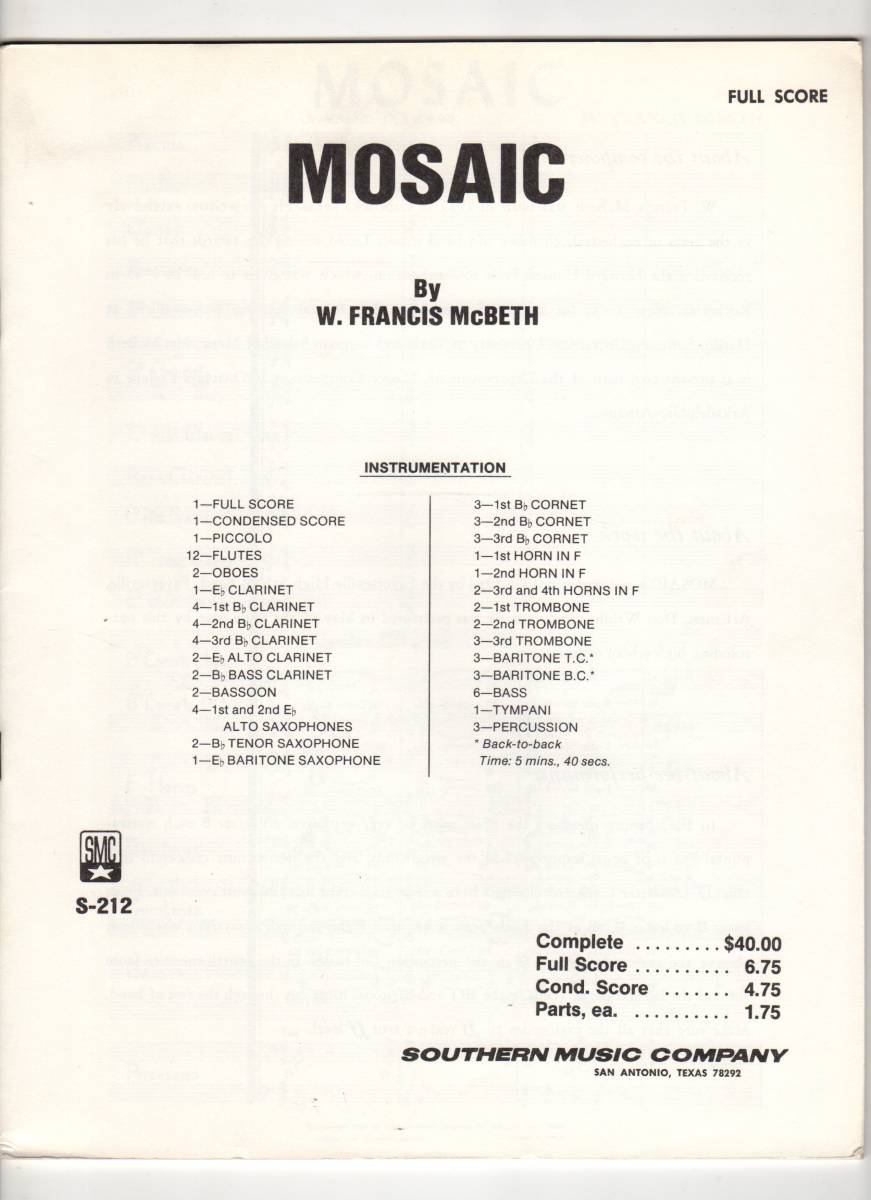 FULL SCORE
MOSAIC
By
W. FRANCIS McBETH
INSTRUMENTATION
1—FULL SCORE
1—CONDENSED SCORE
1—PICCOLO
12—FLUTES
2—OBOES
1—E♭ CLARINET
4—1st B♭ CLARINET
4—2nd B♭ CLARINET
4—3rd B♭ CLARINET
2—E♭ ALTO CLARINET
2—B♭ BASS CLARINET
2—BASSOON
4—1st and 2nd E♭
ALTO SAXOPHONES
2—B♭ TENOR SAXOPHONE
1—E♭ BARITONE SAXOPHONE
3—1st B♭ CORNET
3—2nd B♭ CORNET
3—3rd B♭ CORNET
1—1st HORN IN F
1—2nd HORN IN F
2—3rd and 4th HORNS IN F
2—1st TROMBONE
2—2nd TROMBONE
3—3rd TROMBONE
3—BARITONE T.C.*
3—BARITONE B.C.*
6—BASS
1—TYMPANI
3—PERCUSSION
* Back-to-back
Time: 5 mins., 40 secs.
SMC
S-212
Complete ......... $40.00
Full Score .......... 6.75
Cond. Score ....... 4.75
Parts, ea. .......... 1.75
SOUTHERN MUSIC COMPANY
SAN ANTONIO, TEXAS 78292